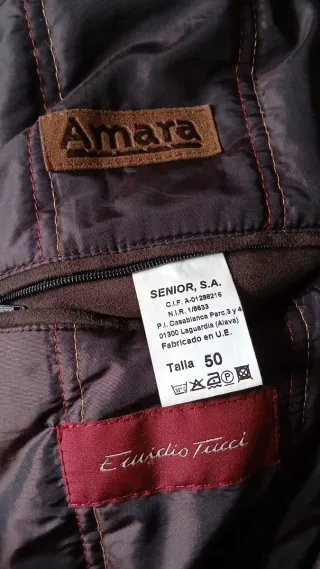 Amara
SENIOR, S.A.
C.I.F. A-01288216
N.I.R. 1/8633
P.I. Casablanca Parc.3 y 4
01300 Laguardia (Alava)
Fabricado en U.E.
Talla 50
Emidio Tucci